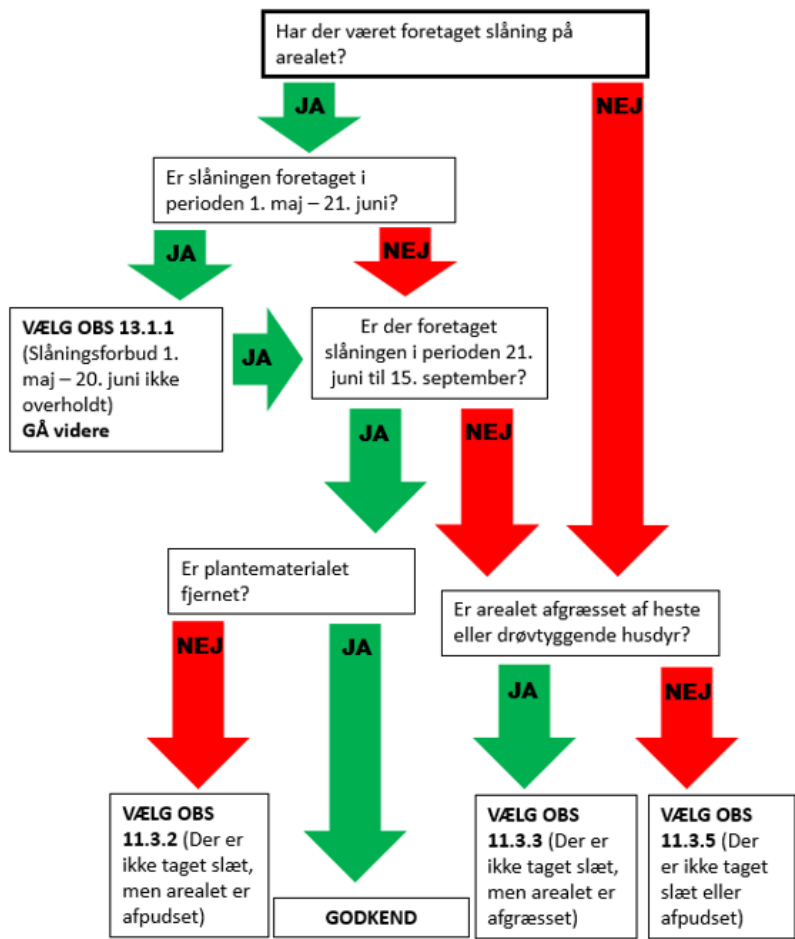 Har der været foretaget slåning på
arealet?
JA
NEJ
Er slåningen foretaget i
perioden 1. maj – 21. juni?
JA
NEJ
VÆLG OBS 13.1.1
(Slåningsforbud 1.
maj – 20. juni ikke
overholdt)
GÅ videre
JA
Er der foretaget
slåningen i perioden 21.
juni til 15. september?
JA
NEJ
Er plantematerialet
fjernet?
Er arealet afgræsset af heste
eller drøvtyggende husdyr?
NEJ
JA
JA
NEJ
VÆLG OBS
11.3.2 (Der er
ikke taget slæt,
men arealet er
afpudset)
GODKEND
VÆLG OBS
11.3.3 (Der er
ikke taget slæt,
men arealet er
afgræsset)
VÆLG OBS
11.3.5 (Der
er ikke taget
slæt eller
afpudset)